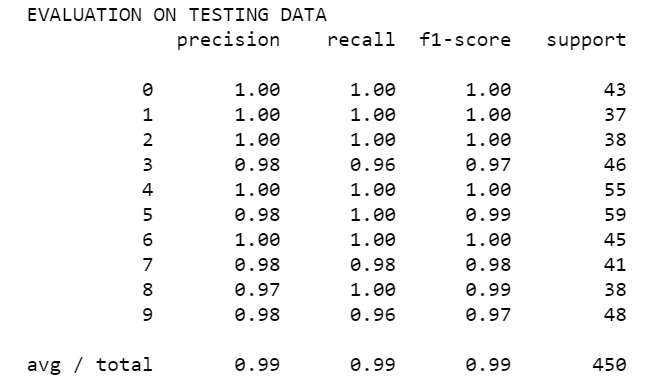 EVALUATION ON TESTING DATA
precision recall f1-score support
0 1.00 1.00 1.00 43
1 1.00 1.00 1.00 37
2 1.00 1.00 1.00 38
3 0.98 0.96 0.97 46
4 1.00 1.00 1.00 55
5 0.98 1.00 0.99 59
6 1.00 1.00 1.00 45
7 0.98 0.98 0.98 41
8 0.97 1.00 0.99 38
9 0.98 0.96 0.97 48
avg / total 0.99 0.99 0.99 450